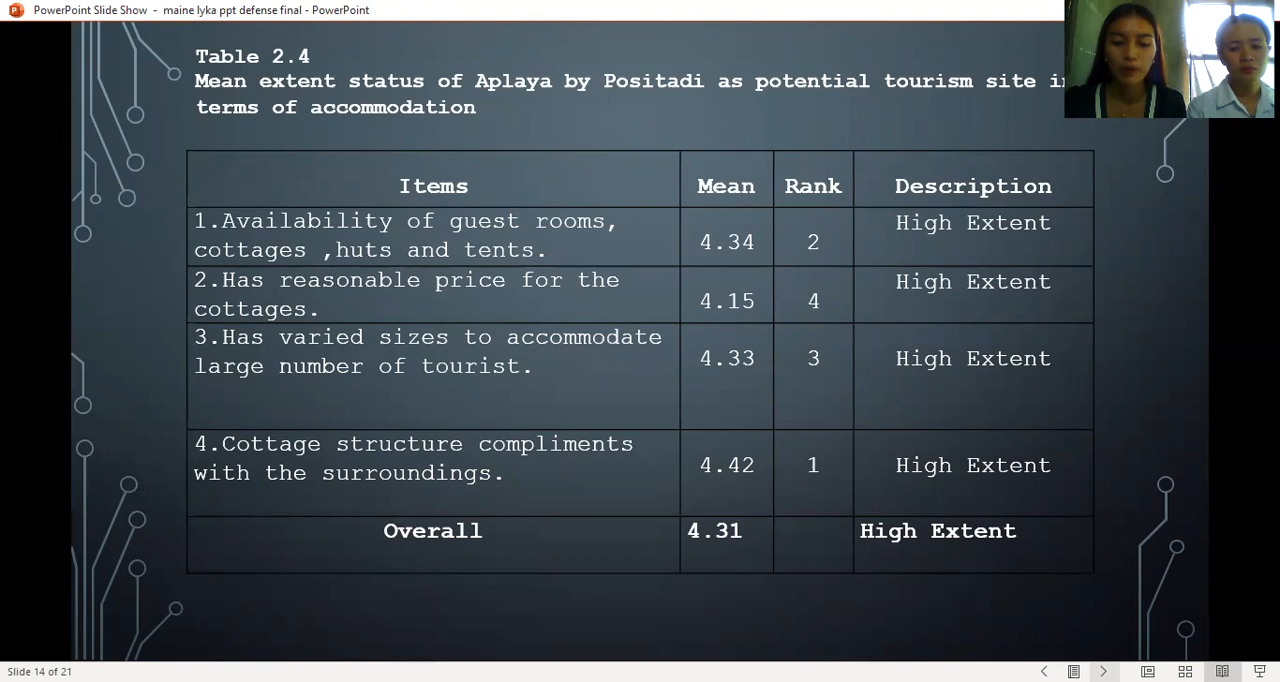 PowerPoint Slide Show - maine lyka ppt defense final - PowerPoint
Table 2.4
Mean extent status of Aplaya by Positadi as potential tourism site
terms of accommodation
Items Mean Rank Description
1.Availability of guest rooms,
cottages ,huts and tents. 4.34 2 High Extent
2.Has reasonable price for the
cottages. 4.15 4 High Extent
3.Has varied sizes to accommodate
large number of tourist. 4.33 3 High Extent
4.Cottage structure compliments
with the surroundings. 4.42 1 High Extent
Overall 4.31 High Extent
Slide 14 of 21